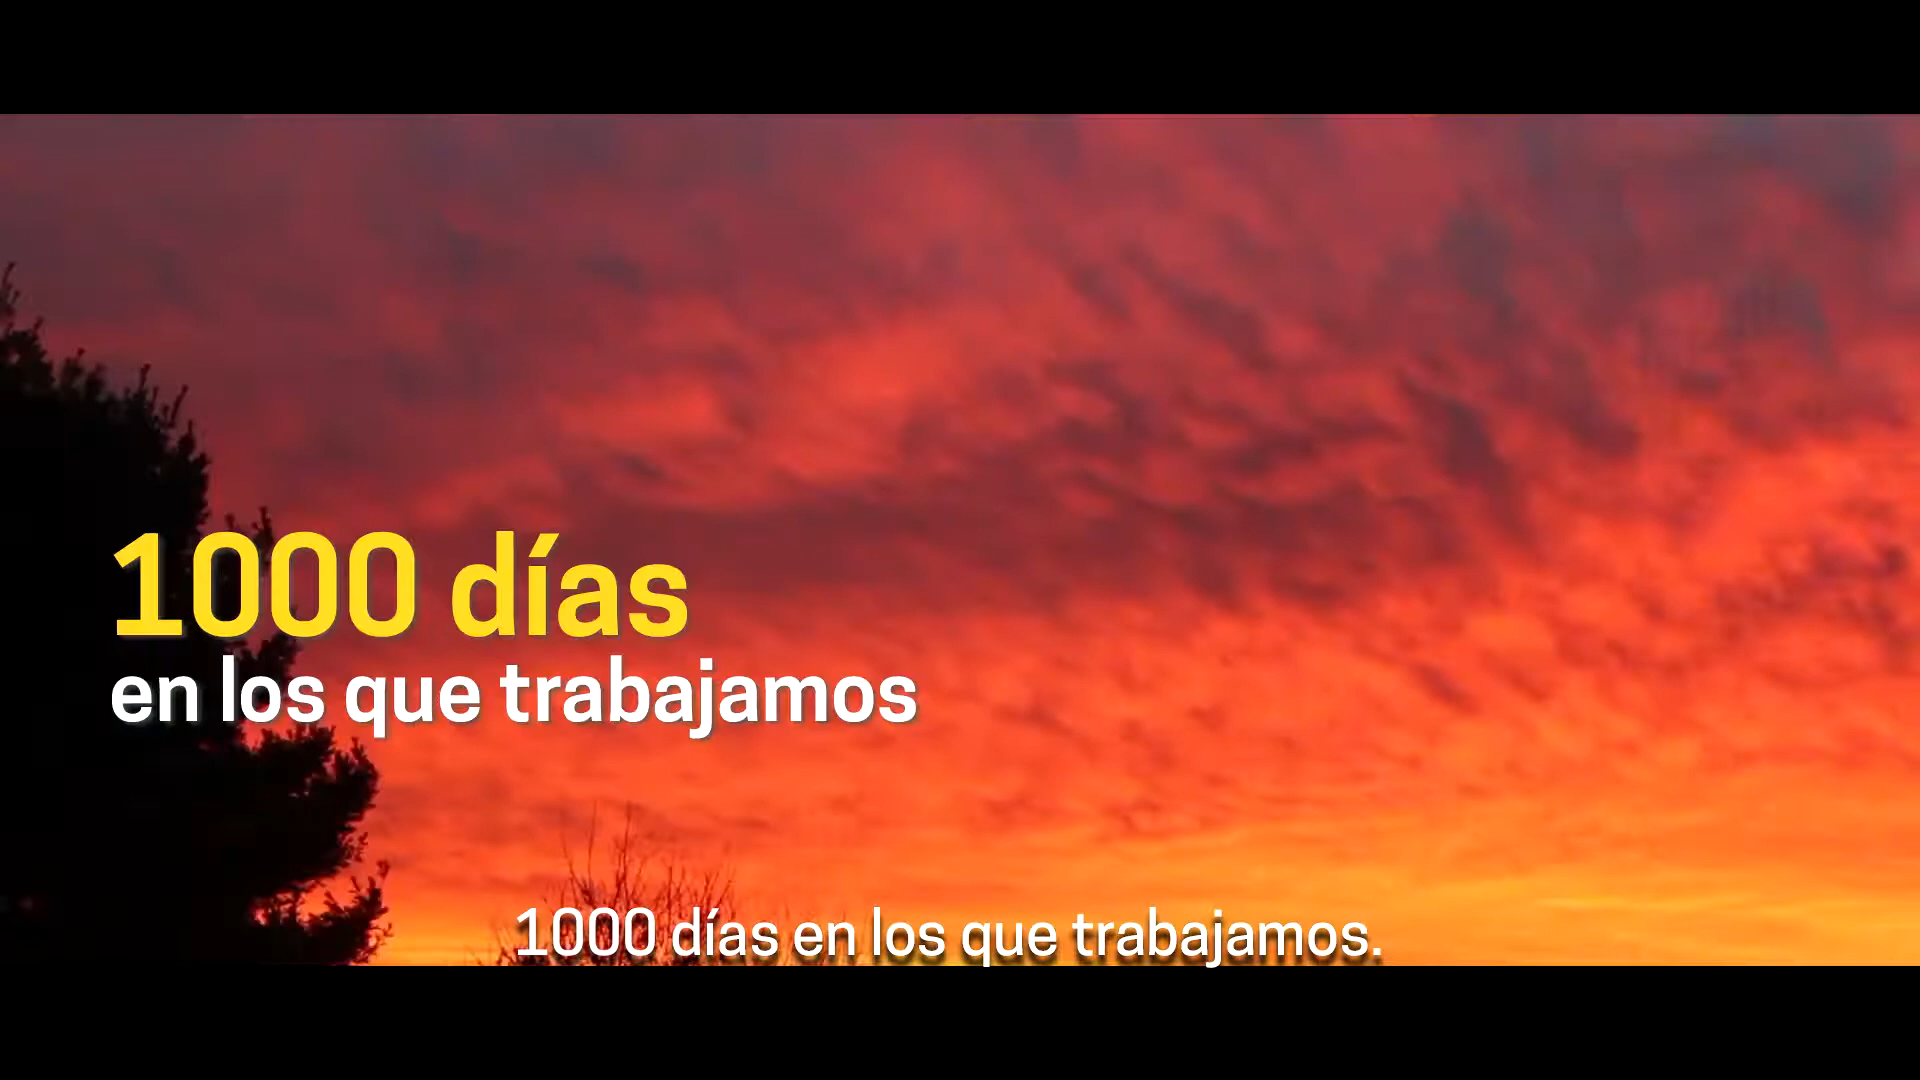 1000 días
en los que trabajamos
1000 días en los que trabajamos.